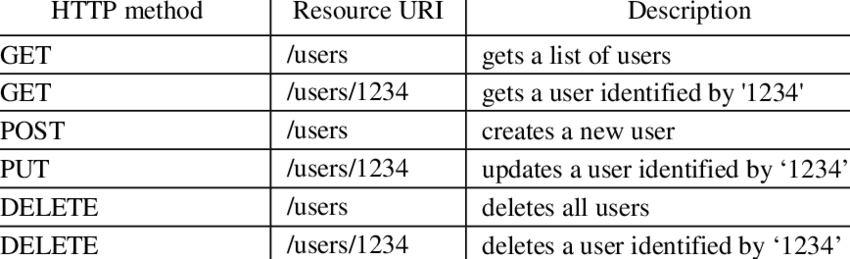 HTTP method Resource URI Description
GET /users gets a list of users
GET /users/1234 gets a user identified by '1234'
POST /users creates a new user
PUT /users/1234 updates a user identified by ‘1234’
DELETE /users deletes all users
DELETE /users/1234 deletes a user identified by ‘1234’